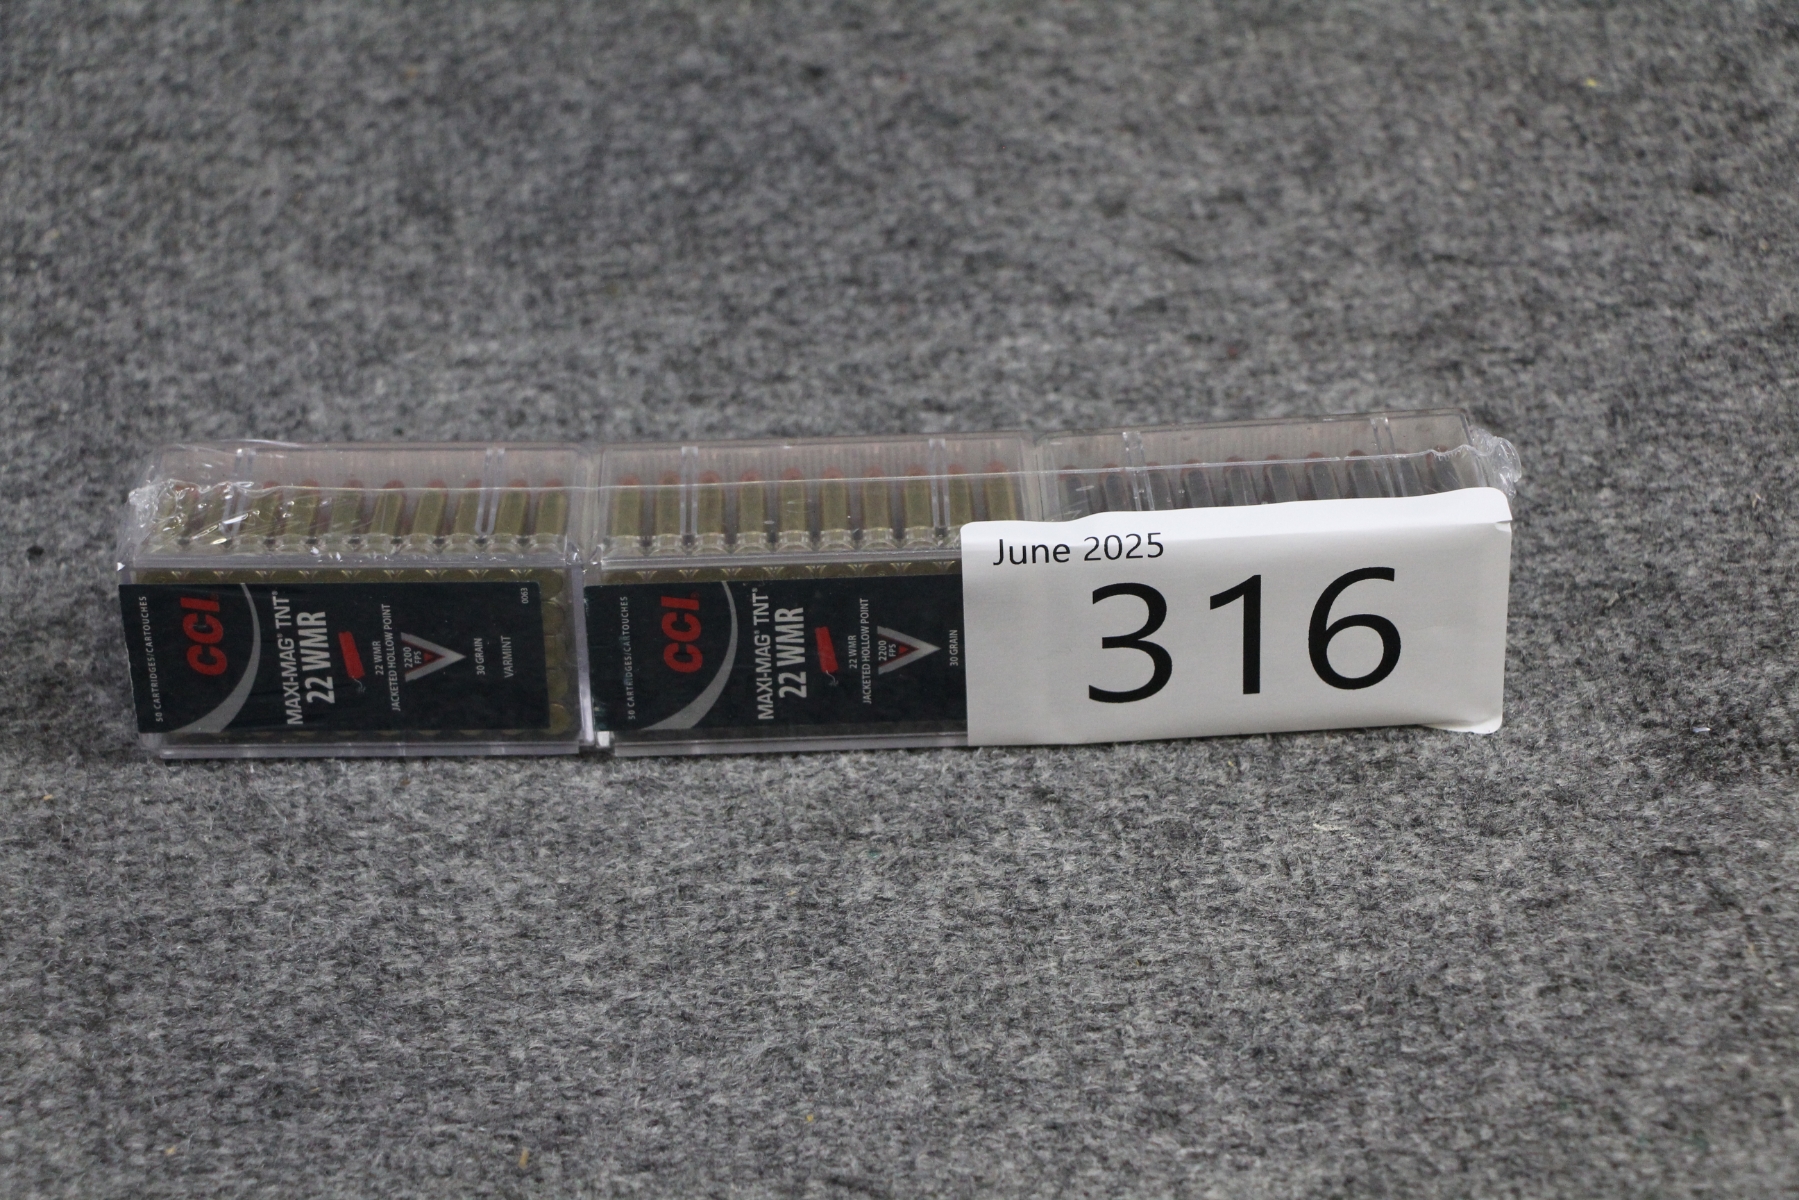 50 CARTRIDGES/CARTOUCHES
CCI
MAXI-MAG® TNT®
22 WMR
22 WMR
JACKETED HOLLOW POINT
2200
FPS
30 GRAIN
VARMINT
0063
50 CARTRIDGES/CARTOUCHES
CCI
MAXI-MAG® TNT®
22 WMR
22 WMR
JACKETED HOLLOW POINT
2200
FPS
30 GRAIN
June 2025
316